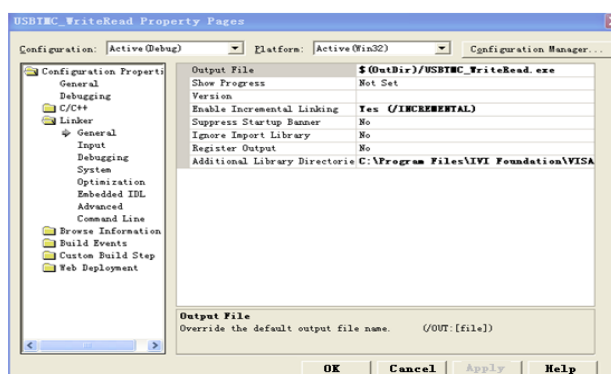 USBTMC_WriteRead Property Pages
Configuration: Active(Debug) Platform: Active(Win32) Configuration Manager...
Configuration Properti
General
Debugging
C/C++
Linker
General
Input
Debugging
System
Optimization
Embedded IDL
Advanced
Command Line
Browse Information
Build Events
Custom Build Step
Web Deployment
Output File $(OutDir)/USBTMC_WriteRead.exe
Show Progress Not Set
Version
Enable Incremental Linking Yes (/INCREMENTAL)
Suppress Startup Banner No
Ignore Import Library No
Register Output No
Additional Library Directorie C:\Program Files\IVI Foundation\VISA
Output File
Override the default output file name. (/OUT:[file])
OK Cancel Apply Help